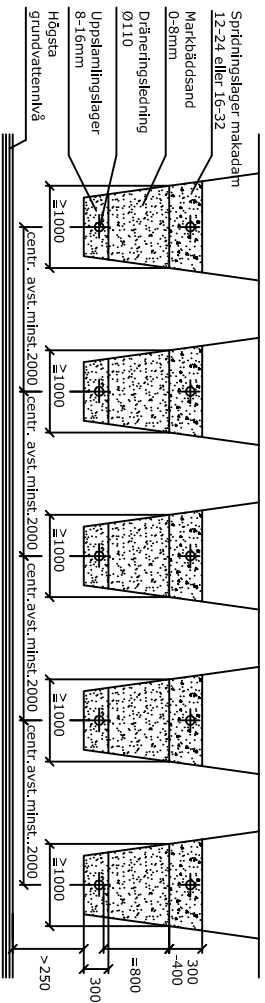 Spridningslager makadam
12-24 eller 16-32
Markbäddsand
0-8mm
Dräneringsledning
Ø110
Uppslamlingslager
8-16mm
Högsta
grundvattennivå
>=1000
>=1000
>=1000
>=1000
>=1000
centr. avst.minst.2000
centr. avst.minst.2000
centr.avst.minst.2000
centr.avst.minst..2000
300
-400
=800
300
> 250